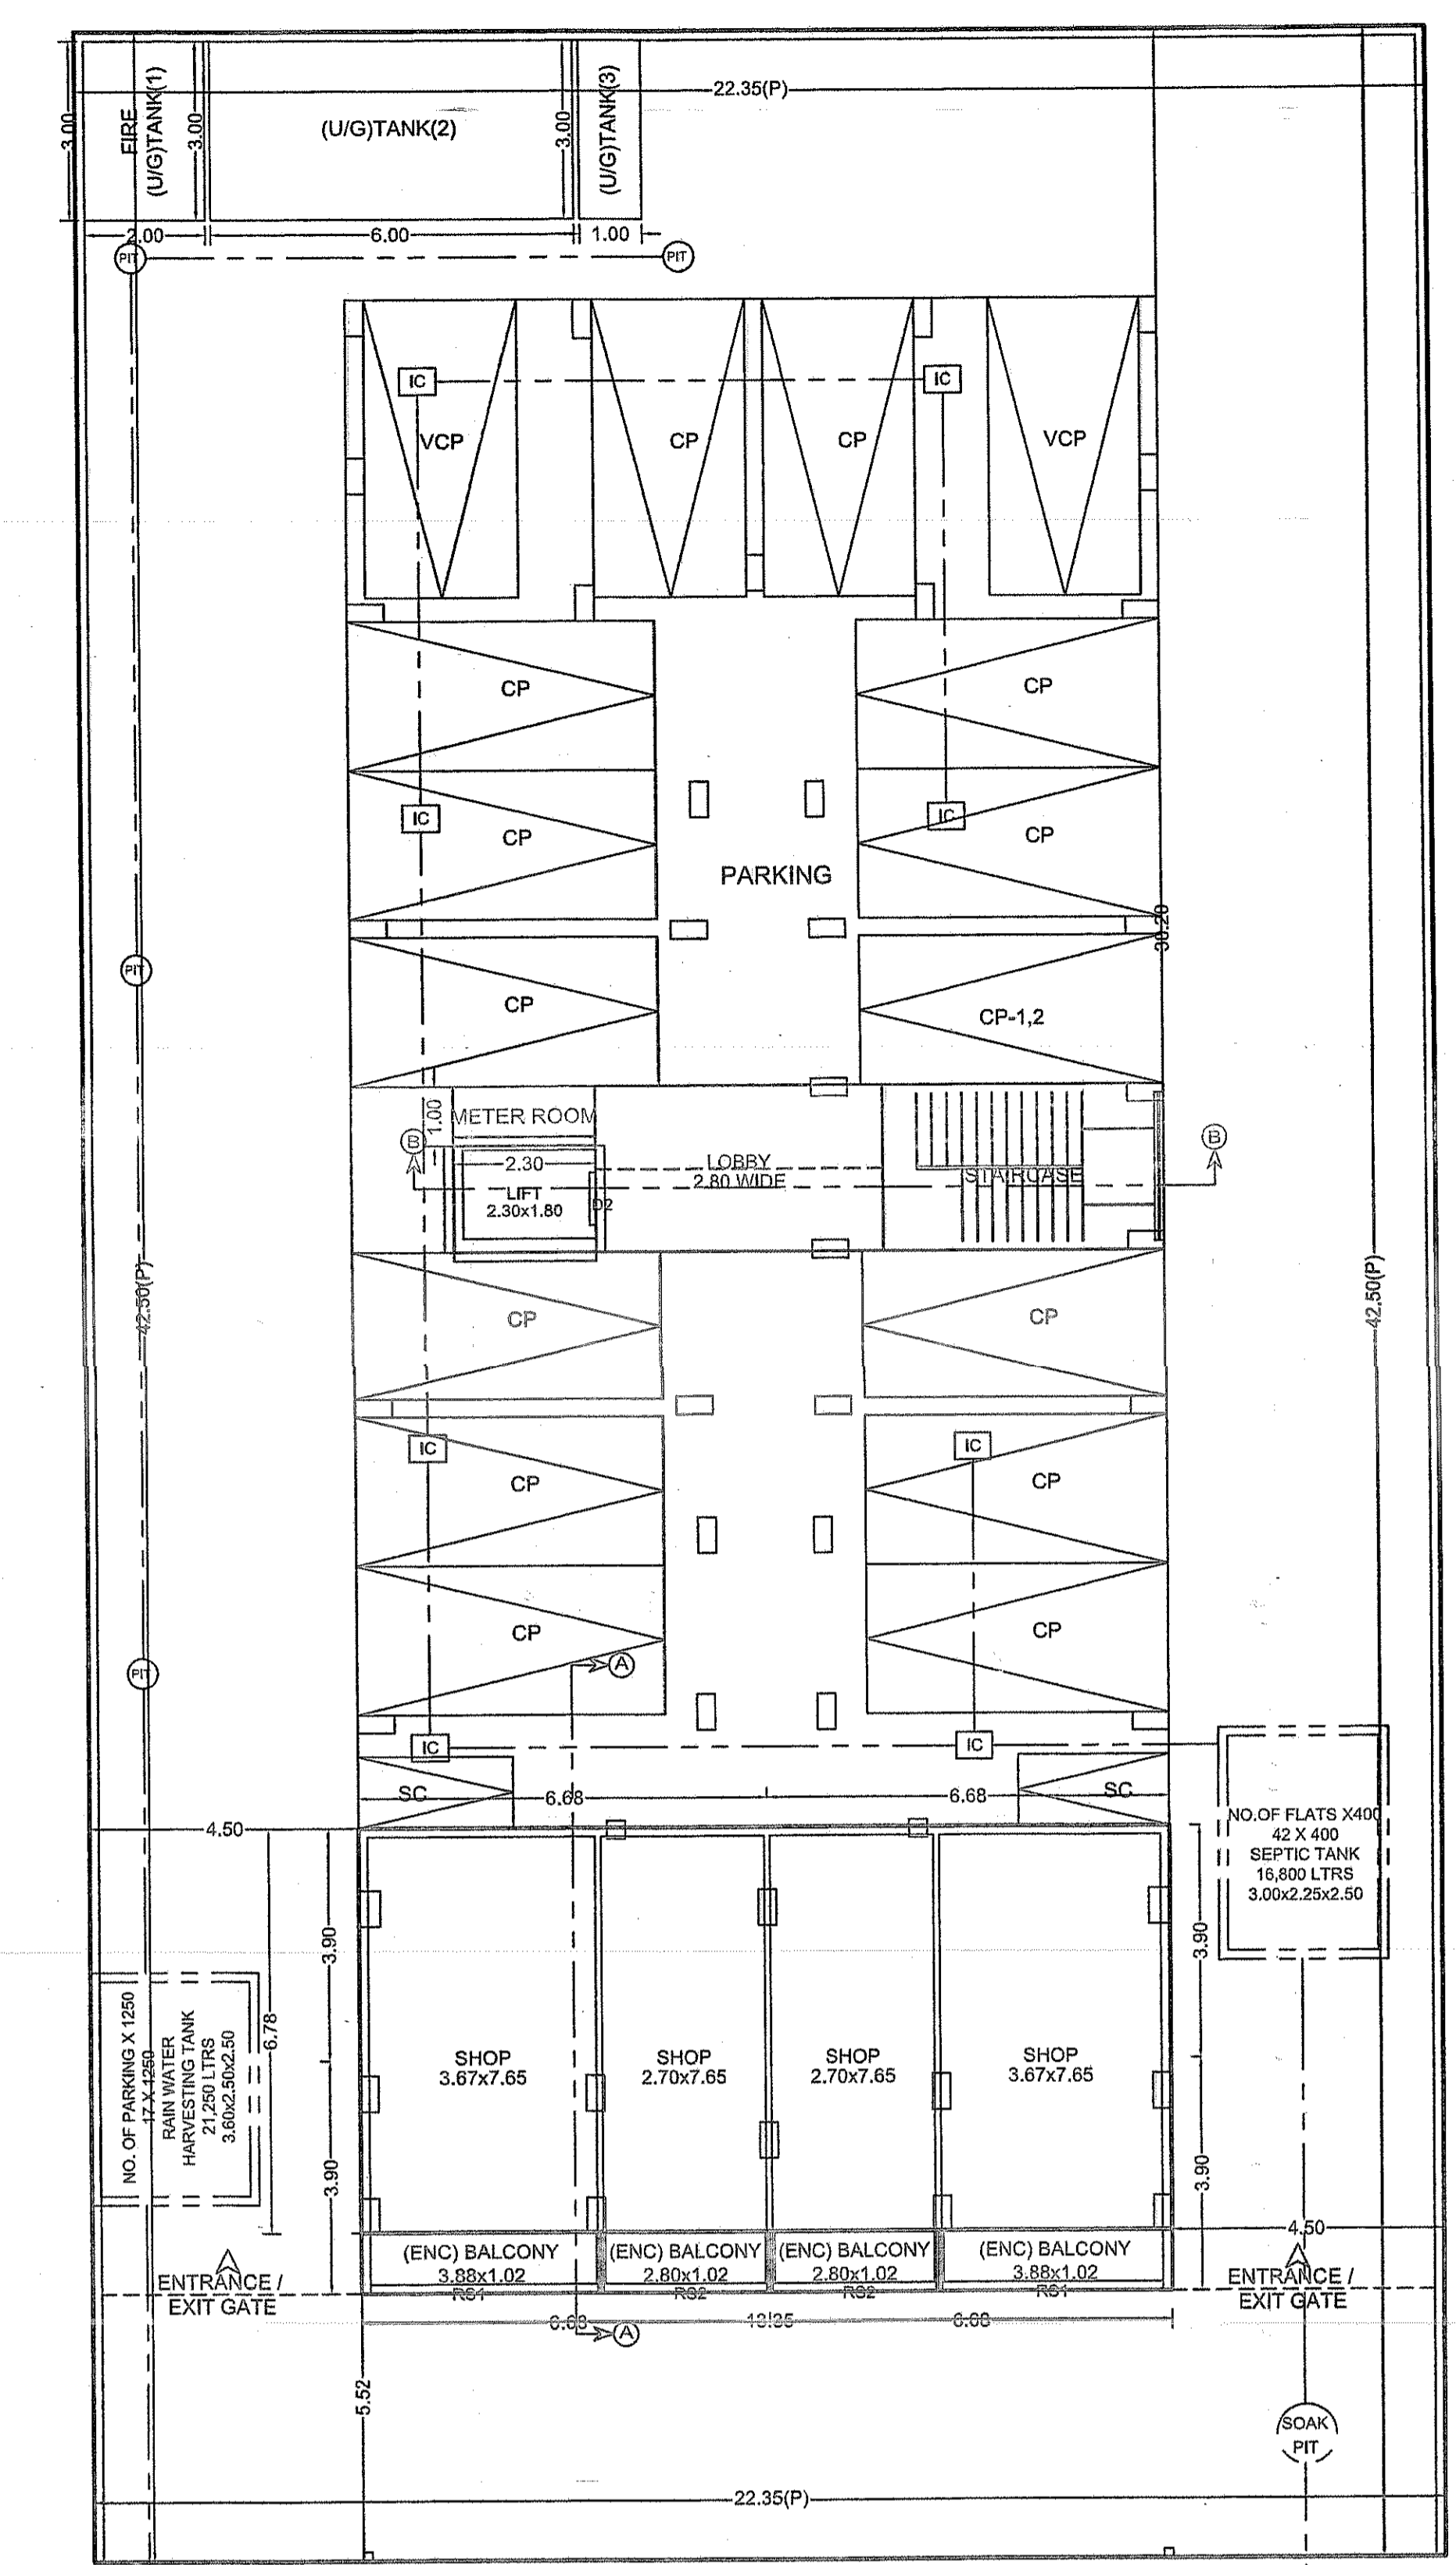 22.35(P)
3.00
FIRE
(U/G)TANK(1)
3.00
(U/G)TANK(2)
3.00
(U/G)TANK(3)
2.00
6.00
1.00
PIT
PIT
IC
IC
VCP
CP
CP
VCP
CP
CP
IC
IC
CP
CP
PARKING
30.20
PIT
CP
CP-1,2
1.00
METER ROOM
B
B
2.30
LOBBY
2.80 WIDE
STAIRCASE
LIFT
2.30x1.80
D2
42.50(P)
42.50(P)
CP
CP
IC
IC
CP
CP
CP
CP
A
PIT
IC
IC
SC
6.68
6.68
SC
4.50
NO.OF FLATS X400
42 X 400
SEPTIC TANK
16,800 LTRS
3.00x2.25x2.50
3.90
3.90
6.78
NO. OF PARKING X 1250
17 X 1250
RAIN WATER
HARVESTING TANK
21,250 LTRS
3.60x2.50x2.50
SHOP
3.67x7.65
SHOP
2.70x7.65
SHOP
2.70x7.65
SHOP
3.67x7.65
3.90
3.90
4.50
(ENC) BALCONY
3.88x1.02
RS1
(ENC) BALCONY
2.80x1.02
RS2
(ENC) BALCONY
2.80x1.02
RS2
(ENC) BALCONY
3.88x1.02
RS1
ENTRANCE /
EXIT GATE
ENTRANCE /
EXIT GATE
6.68
13.35
6.68
A
5.52
SOAK
PIT
22.35(P)